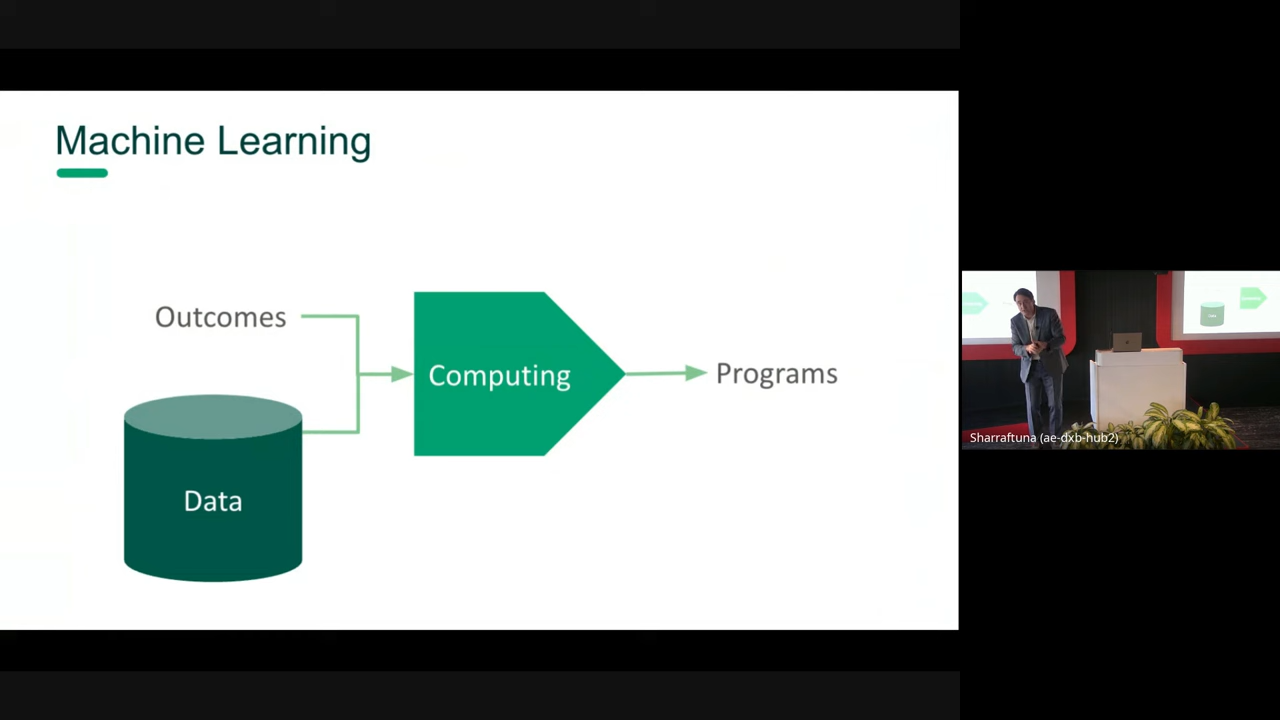 Machine Learning
Outcomes
Computing
Programs
Data
Sharraftuna (ae-dxb-hub2)